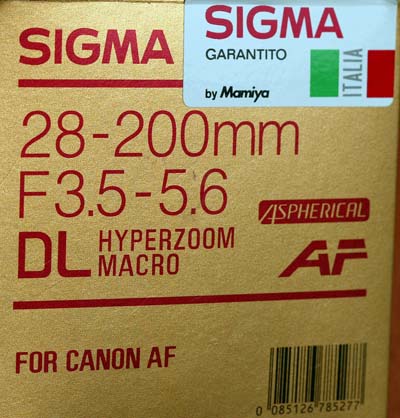 SIGMA
SIGMA
GARANTITO
by Mamiya
ITALIA
28-200mm
F3.5-5.6
ASPHERICAL
DL HYPERZOOM
MACRO
AF
FOR CANON AF
0 085126 785277